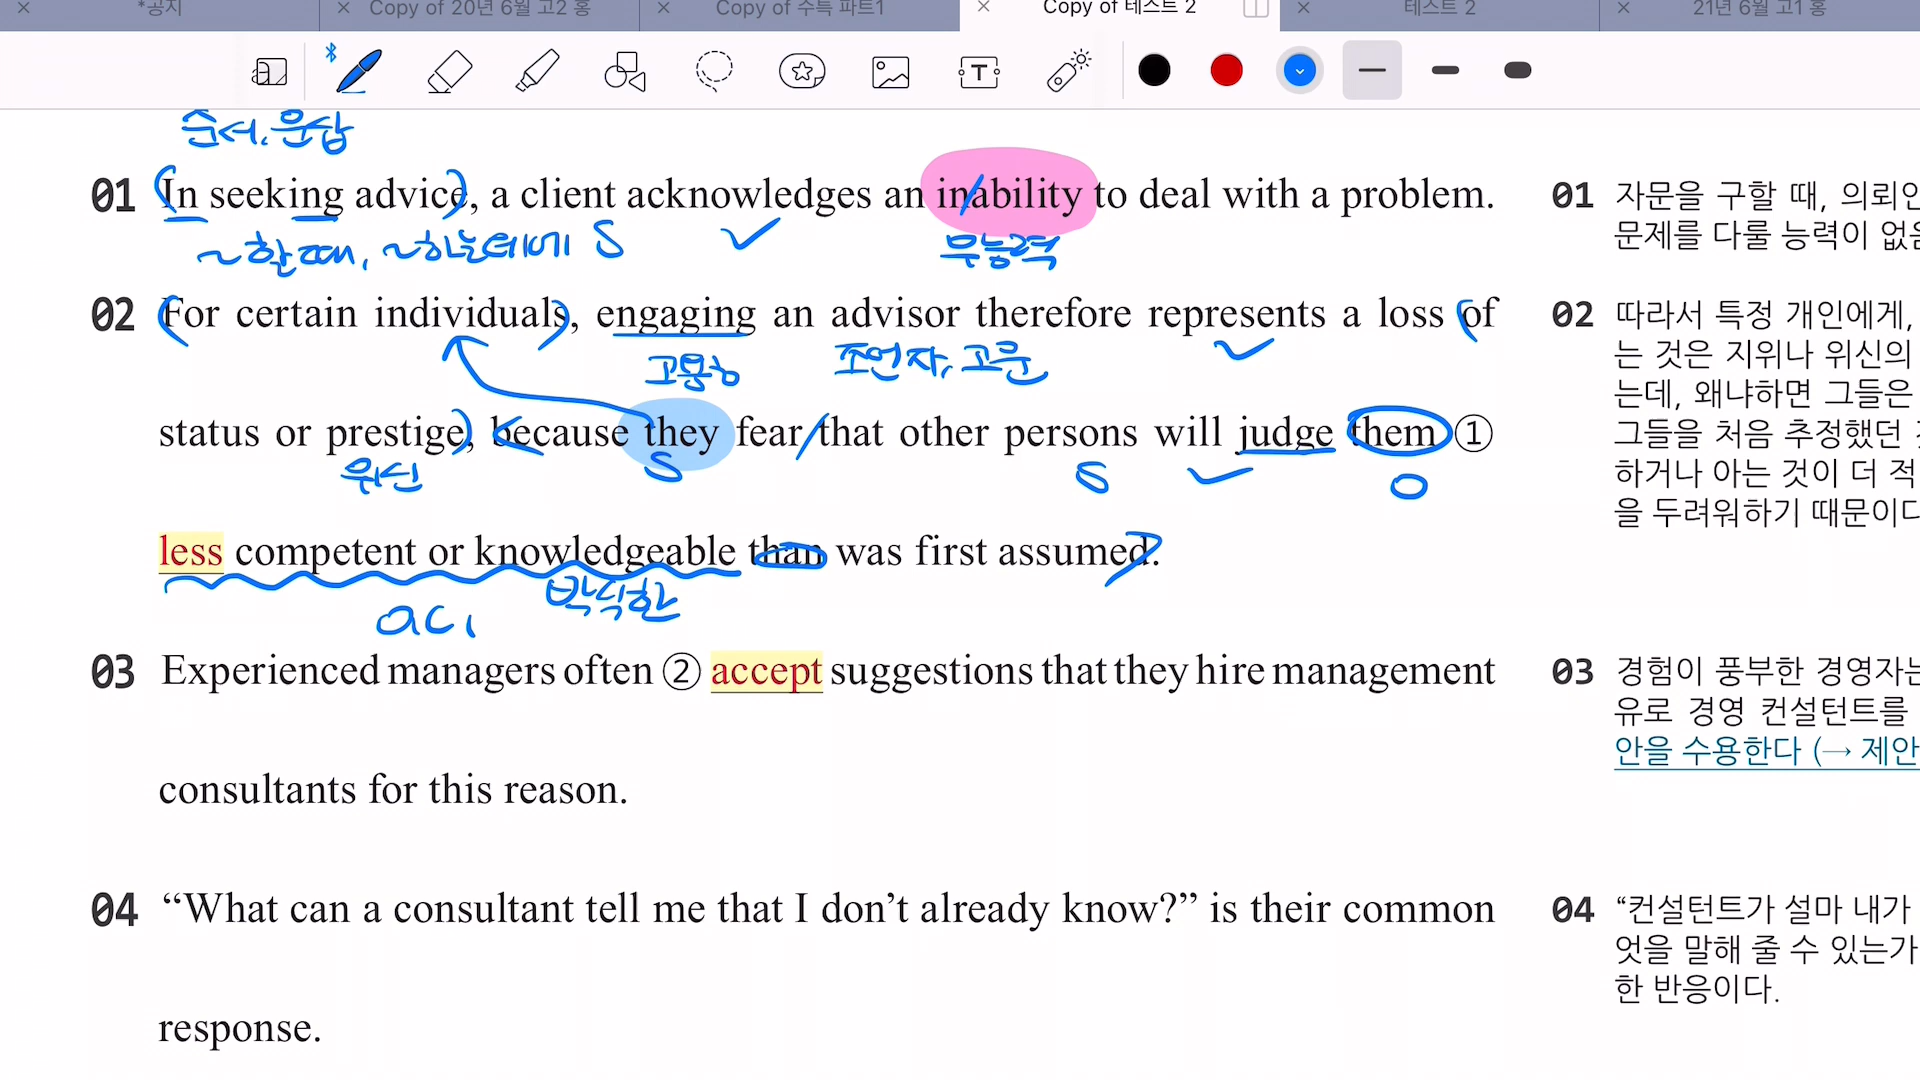 *공지
Copy of 20년 6월 고2 홍
Copy of 수특 파트1
Copy of 테스트 2
테스트 2
21년 6월 고1 홍
순서, 문삽
01 In seeking advice, a client acknowledges an inability to deal with a problem.
~할 때, ~하는데에 S 무능력
02 For certain individuals, engaging an advisor therefore represents a loss of
고용 조언자, 고문
status or prestige, because they fear that other persons will judge them ①
위신 S S O
less competent or knowledgeable than was first assumed.
박식한
OC
03 Experienced managers often ② accept suggestions that they hire management
consultants for this reason.
04 “What can a consultant tell me that I don’t already know?” is their common
response.
01 자문을 구할 때, 의뢰인
문제를 다룰 능력이 없음
02 따라서 특정 개인에게,
는 것은 지위나 위신의
는데, 왜냐하면 그들은
그들을 처음 추정했던
하거나 아는 것이 더 적
을 두려워하기 때문이다
03 경험이 풍부한 경영자는
유로 경영 컨설턴트를
안을 수용한다 (→ 제안
04 “컨설턴트가 설마 내가
엇을 말해 줄 수 있는가
한 반응이다.